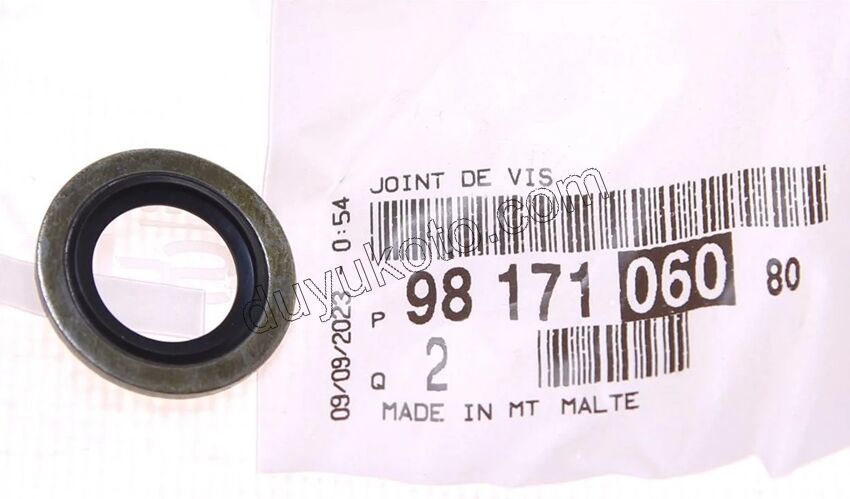 JOINT DE VIS
P 98 171 060 80
Q 2
MADE IN MT MALTE
09/09/2023 - 0:54
duyukoto.com